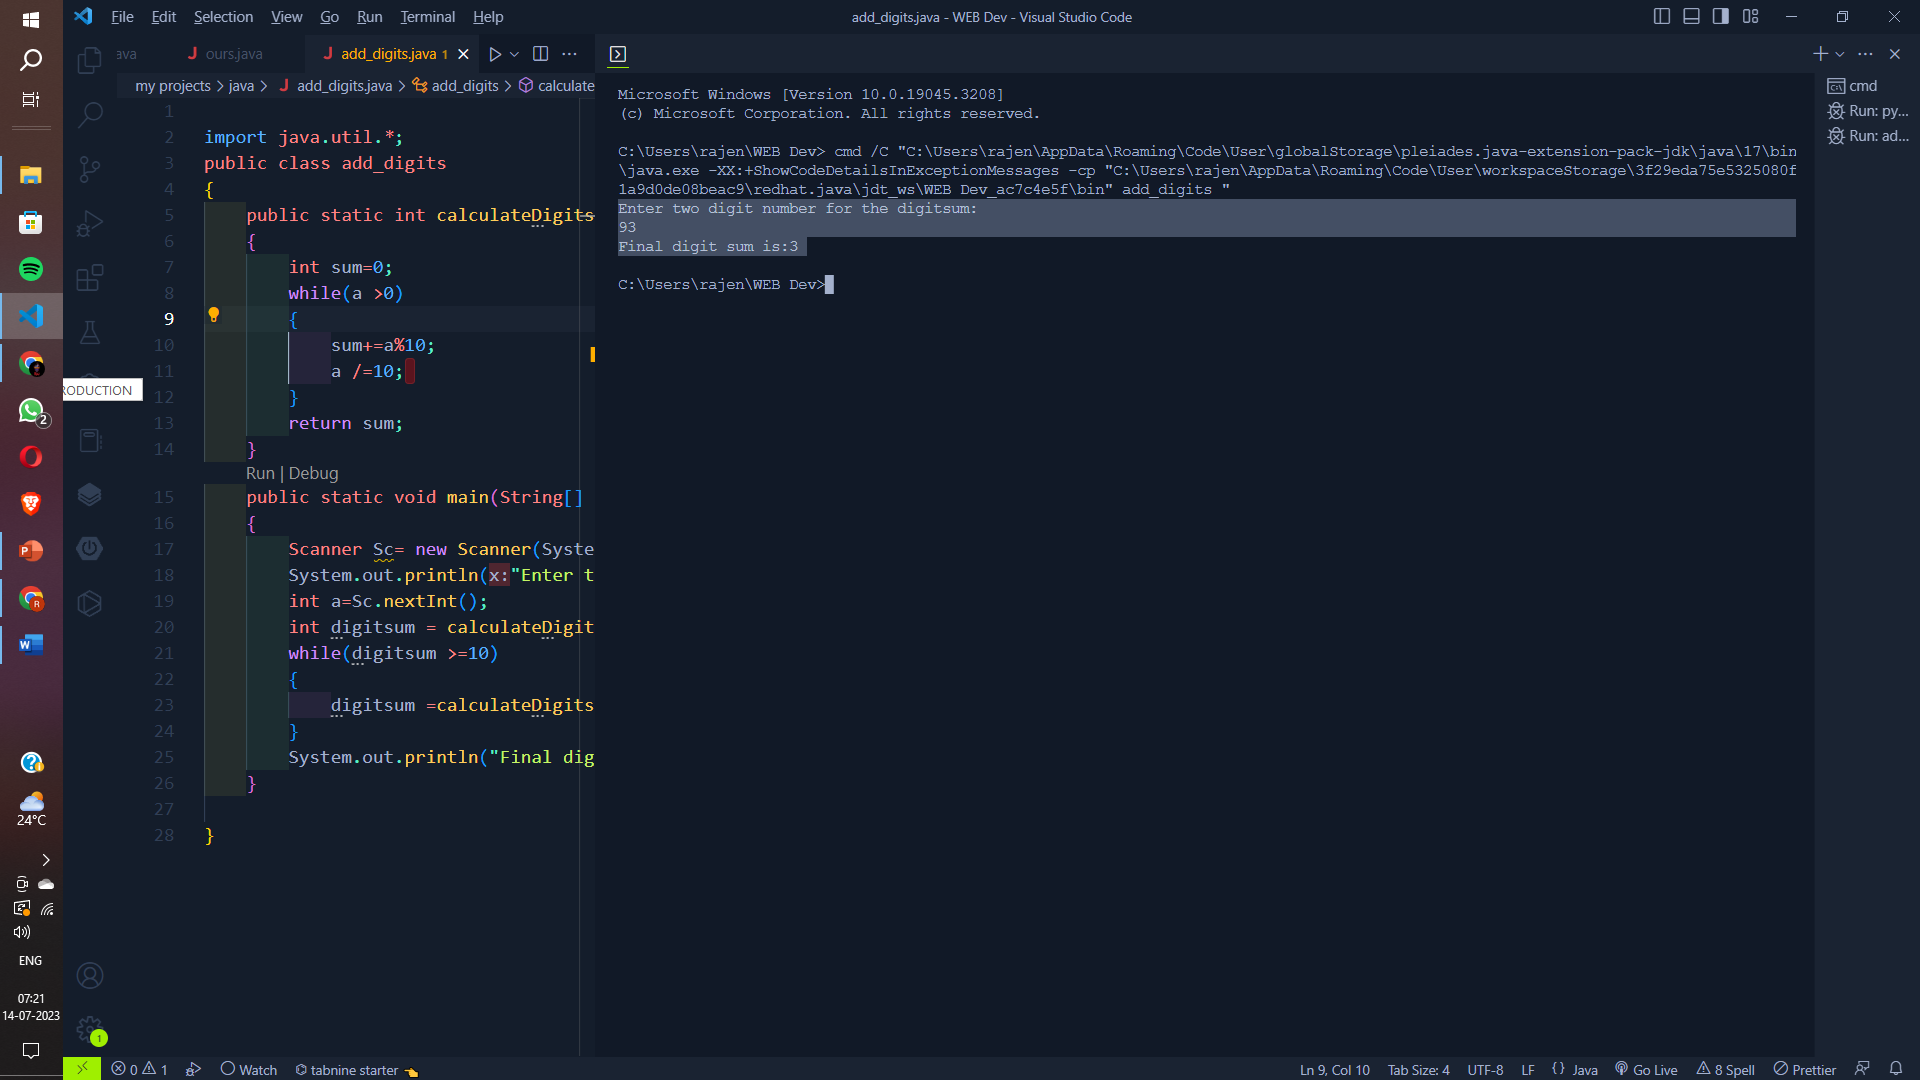 File Edit Selection View Go Run Terminal Help
add_digits.java - WEB Dev - Visual Studio Code
ava
J ours.java
J add_digits.java 1
my projects > java > J add_digits.java > add_digits > calculate
1
2 import java.util.*;
3 public class add_digits
4 {
5 public static int calculateDigits
6 {
7 int sum=0;
8 while(a >0)
9 {
10 sum+=a%10;
11 a /=10;
12 }
13 return sum;
14 }
Run | Debug
15 public static void main(String[]
16 {
17 Scanner Sc= new Scanner(Syste
18 System.out.println(x:"Enter t
19 int a=Sc.nextInt();
20 int digitsum = calculateDigit
21 while(digitsum >=10)
22 {
23 digitsum =calculateDigits
24 }
25 System.out.println("Final dig
26 }
27
28 }
Microsoft Windows [Version 10.0.19045.3208]
(c) Microsoft Corporation. All rights reserved.
C:\Users\rajen\WEB Dev> cmd /C "C:\Users\rajen\AppData\Roaming\Code\User\globalStorage\pleiades.java-extension-pack-jdk\java\17\bin
\java.exe -XX:+ShowCodeDetailsInExceptionMessages -cp "C:\Users\rajen\AppData\Roaming\Code\User\workspaceStorage\3f29eda75e5325080f
1a9d0de08beac9\redhat.java\jdt_ws\WEB Dev_ac7c4e5f\bin" add_digits "
Enter two digit number for the digitsum:
93
Final digit sum is:3
C:\Users\rajen\WEB Dev>
cmd
Run: py...
Run: ad...
RODUCTION
2
24°C
ENG
07:21
14-07-2023
1
0 1
Watch
tabnine starter
Ln 9, Col 10
Tab Size: 4
UTF-8
LF
{} Java
Go Live
8 Spell
Prettier